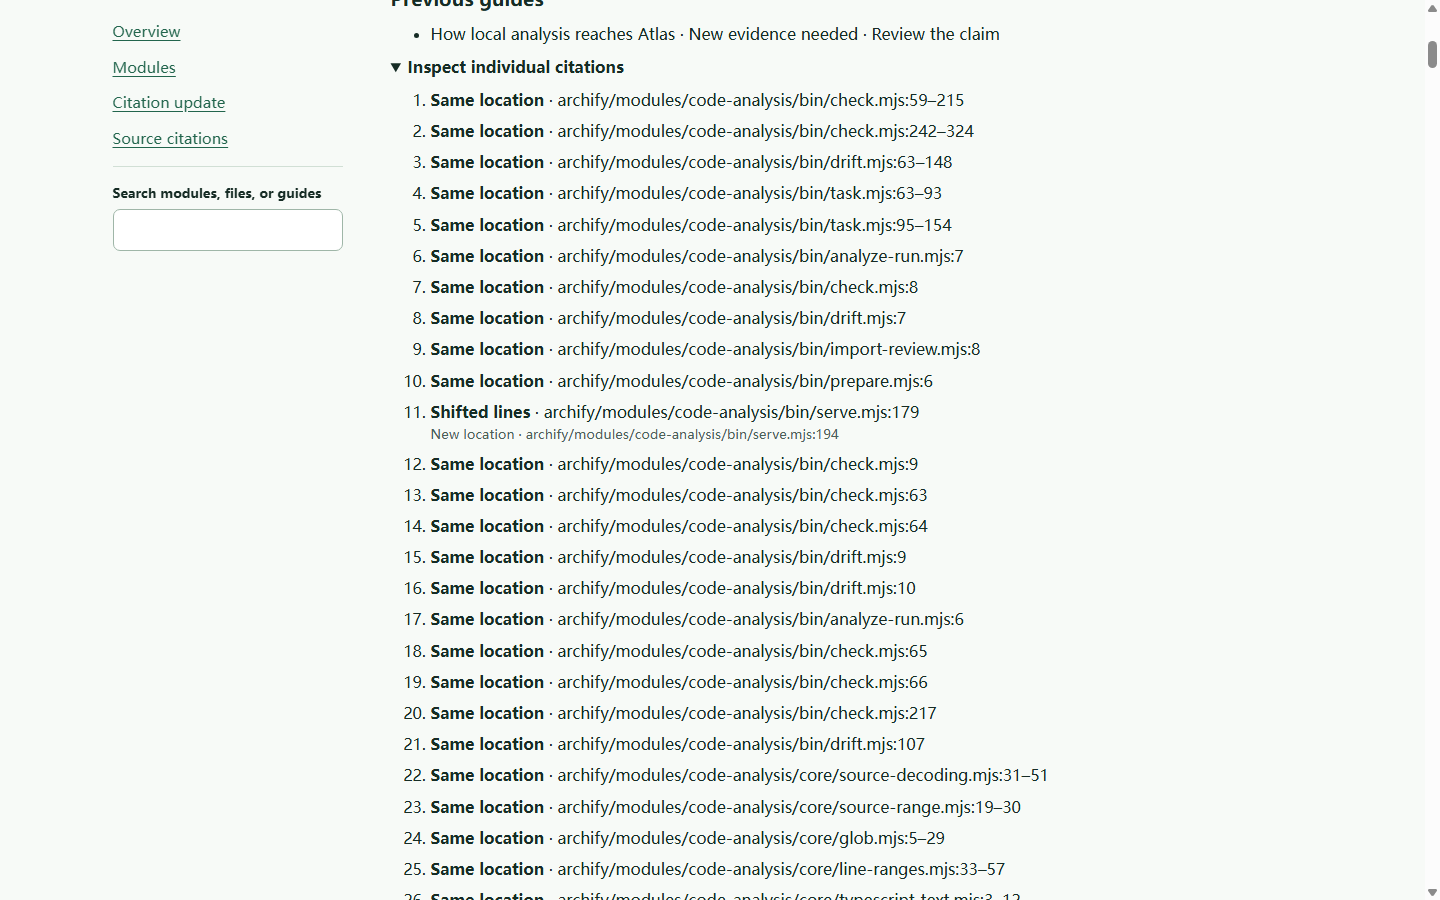 Overview
Modules
Citation update
Source citations
Search modules, files, or guides
Previous guides
• How local analysis reaches Atlas · New evidence needed · Review the claim
▼ Inspect individual citations
1. Same location · archify/modules/code-analysis/bin/check.mjs:59–215
2. Same location · archify/modules/code-analysis/bin/check.mjs:242–324
3. Same location · archify/modules/code-analysis/bin/drift.mjs:63–148
4. Same location · archify/modules/code-analysis/bin/task.mjs:63–93
5. Same location · archify/modules/code-analysis/bin/task.mjs:95–154
6. Same location · archify/modules/code-analysis/bin/analyze-run.mjs:7
7. Same location · archify/modules/code-analysis/bin/check.mjs:8
8. Same location · archify/modules/code-analysis/bin/drift.mjs:7
9. Same location · archify/modules/code-analysis/bin/import-review.mjs:8
10. Same location · archify/modules/code-analysis/bin/prepare.mjs:6
11. Shifted lines · archify/modules/code-analysis/bin/serve.mjs:179
New location · archify/modules/code-analysis/bin/serve.mjs:194
12. Same location · archify/modules/code-analysis/bin/check.mjs:9
13. Same location · archify/modules/code-analysis/bin/check.mjs:63
14. Same location · archify/modules/code-analysis/bin/check.mjs:64
15. Same location · archify/modules/code-analysis/bin/drift.mjs:9
16. Same location · archify/modules/code-analysis/bin/drift.mjs:10
17. Same location · archify/modules/code-analysis/bin/analyze-run.mjs:6
18. Same location · archify/modules/code-analysis/bin/check.mjs:65
19. Same location · archify/modules/code-analysis/bin/check.mjs:66
20. Same location · archify/modules/code-analysis/bin/check.mjs:217
21. Same location · archify/modules/code-analysis/bin/drift.mjs:107
22. Same location · archify/modules/code-analysis/core/source-decoding.mjs:31–51
23. Same location · archify/modules/code-analysis/core/source-range.mjs:19–30
24. Same location · archify/modules/code-analysis/core/glob.mjs:5–29
25. Same location · archify/modules/code-analysis/core/line-ranges.mjs:33–57
26. Same location · archify/modules/code-analysis/core/typescript-text.mjs:3–12